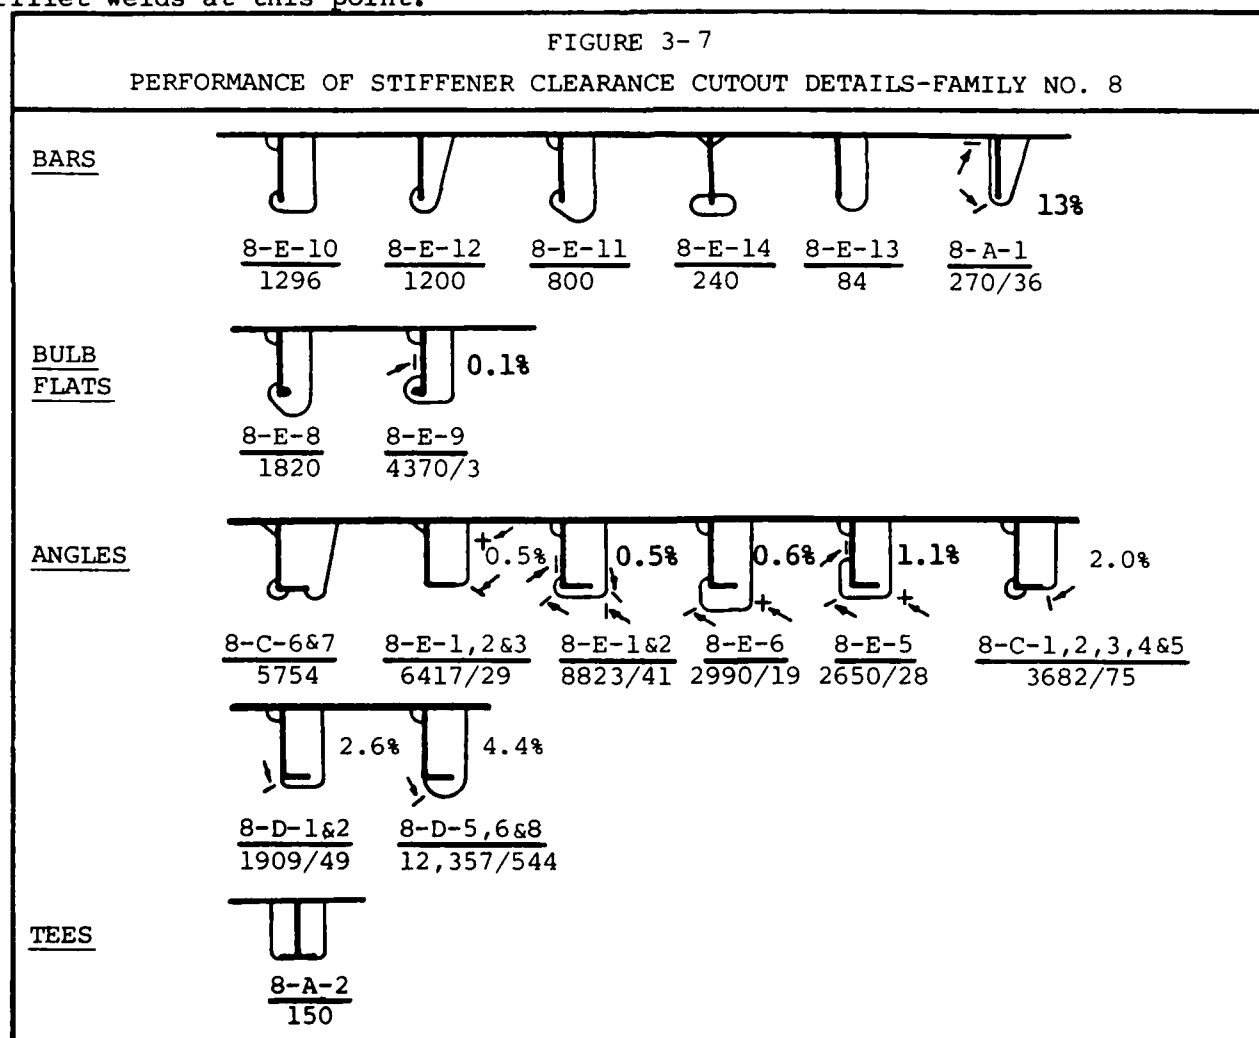 fillet welds at this point.
FIGURE 3-7
PERFORMANCE OF STIFFENER CLEARANCE CUTOUT DETAILS-FAMILY NO. 8
BARS
13%
8-E-10 8-E-12 8-E-11 8-E-14 8-E-13 8-A-1
1296 1200 800 240 84 270/36
BULB
FLATS
0.1%
8-E-8 8-E-9
1820 4370/3
ANGLES
0.5% 0.5% 0.6% 1.1% 2.0%
8-C-6&7 8-E-1,2&3 8-E-1&2 8-E-6 8-E-5 8-C-1,2,3,4&5
5754 6417/29 8823/41 2990/19 2650/28 3682/75
2.6% 4.4%
8-D-1&2 8-D-5,6&8
1909/49 12,357/544
TEES
8-A-2
150